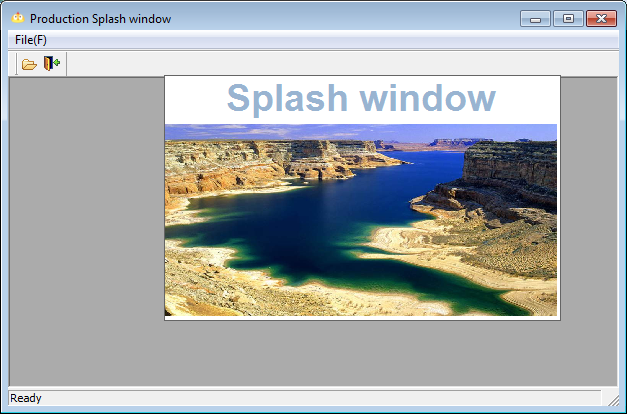 Production Splash window
File(F)
Splash window
Ready